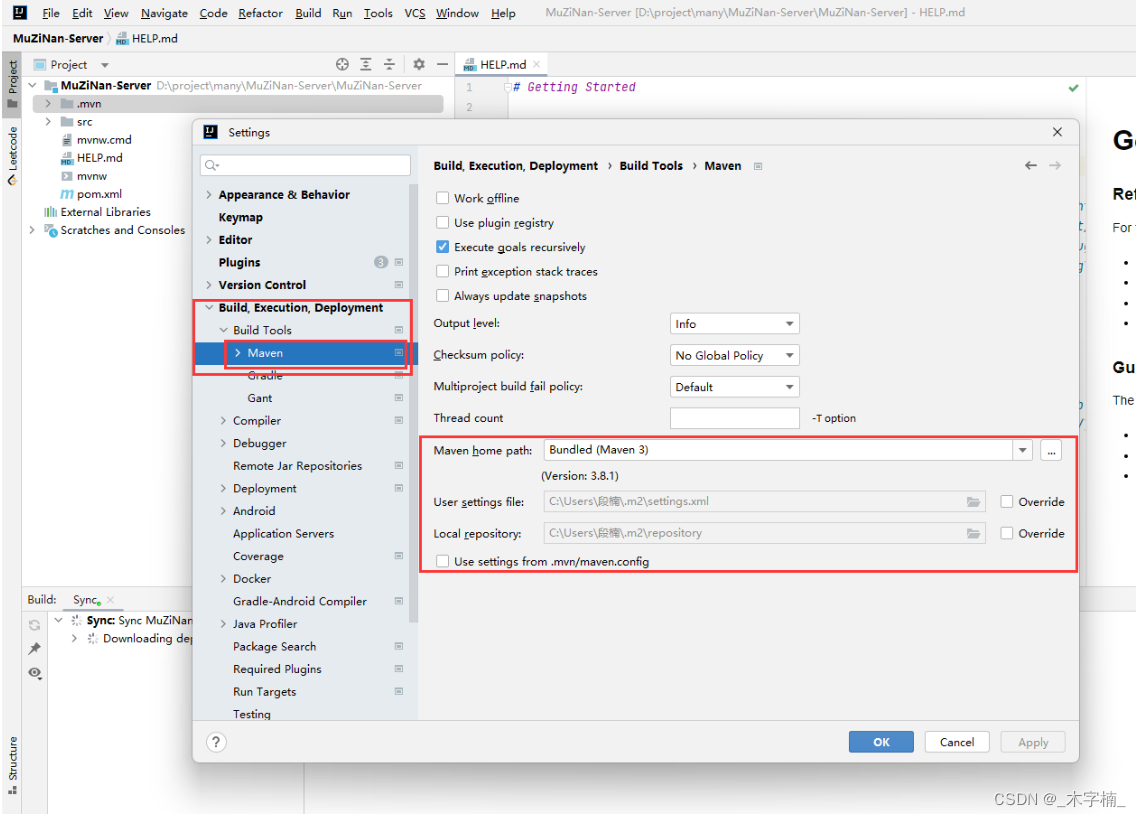 File Edit View Navigate Code Refactor Build Run Tools VCS Window Help MuZiNan-Server [D:\project\many\MuZiNan-Server\MuZiNan-Server] - HELP.md
MuZiNan-Server HELP.md
Project
Project
HELP.md
MuZiNan-Server D:\project\many\MuZiNan-Server\MuZiNan-Server
1 # Getting Started
.mvn
2
src
mvnw.cmd
HELP.md
mvnw
pom.xml
External Libraries
Scratches and Consoles
Leetcode
Settings
Appearance & Behavior
Keymap
Editor
Plugins 3
Version Control
Build, Execution, Deployment
Build Tools
Maven
Gradle
Gant
Compiler
Debugger
Remote Jar Repositories
Deployment
Android
Application Servers
Coverage
Docker
Gradle-Android Compiler
Java Profiler
Package Search
Required Plugins
Run Targets
Testing
Build, Execution, Deployment › Build Tools › Maven
Work offline
Use plugin registry
Execute goals recursively
Print exception stack traces
Always update snapshots
Output level: Info
Checksum policy: No Global Policy
Multiproject build fail policy: Default
Thread count -T option
Maven home path: Bundled (Maven 3) ...
(Version: 3.8.1)
User settings file: C:\Users\段楠\.m2\settings.xml Override
Local repository: C:\Users\段楠\.m2\repository Override
Use settings from .mvn/maven.config
? OK Cancel Apply
Build: Sync
Sync: Sync MuZiNan
Downloading dep
Structure
For
The
CSDN @_木字楠_